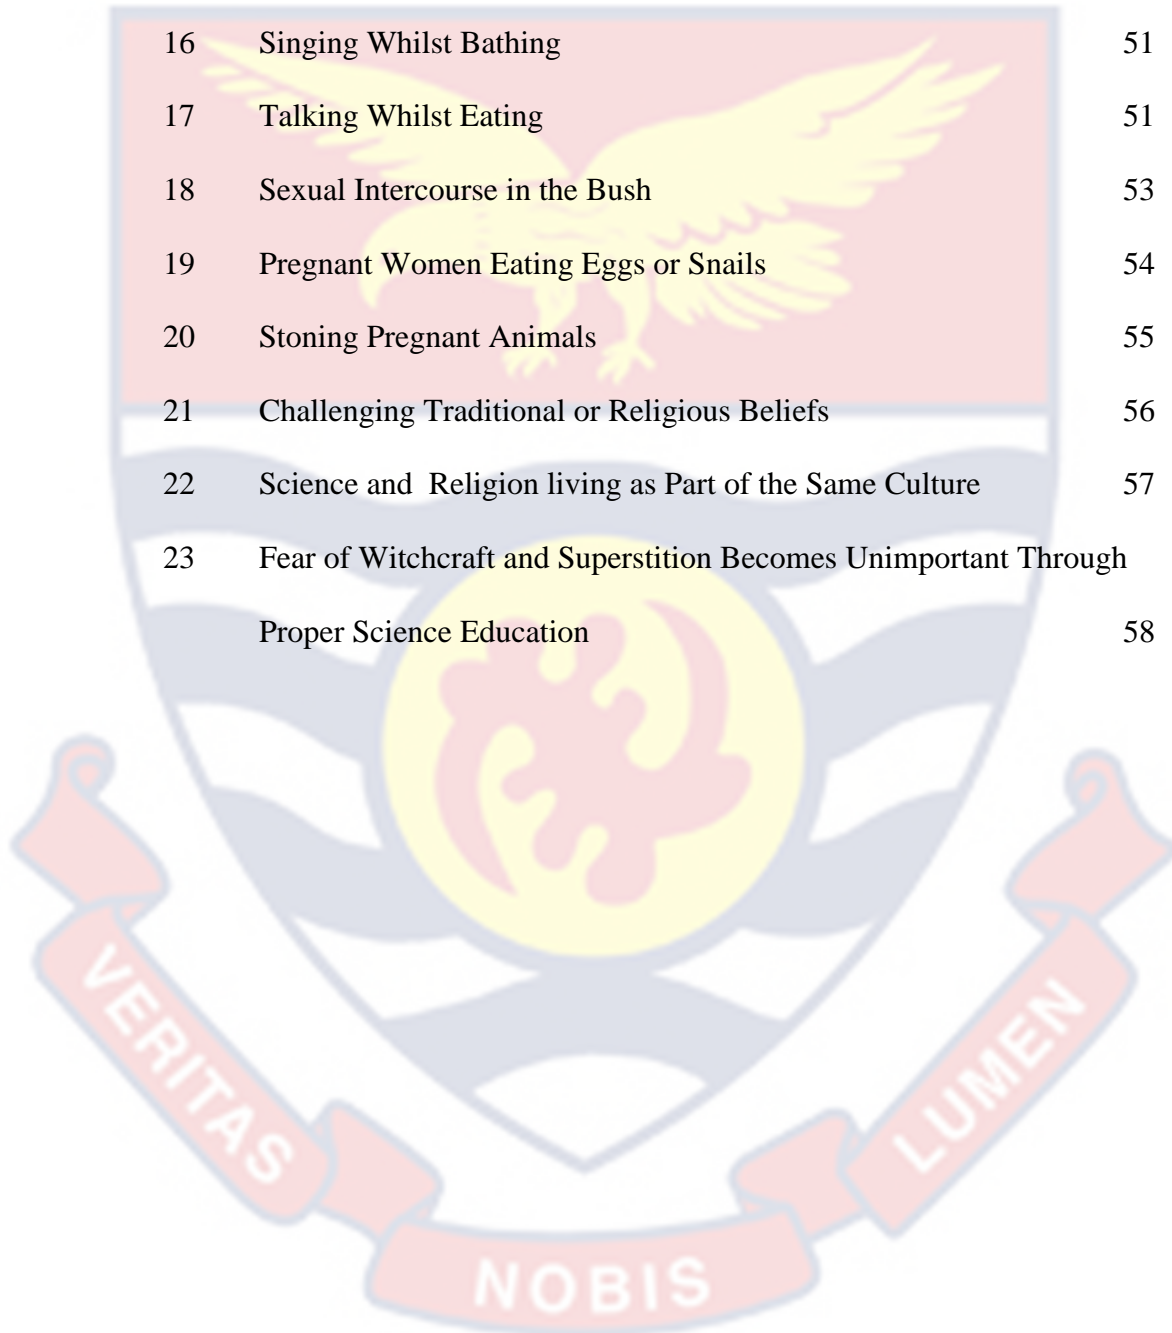 16 Singing Whilst Bathing 51
17 Talking Whilst Eating 51
18 Sexual Intercourse in the Bush 53
19 Pregnant Women Eating Eggs or Snails 54
20 Stoning Pregnant Animals 55
21 Challenging Traditional or Religious Beliefs 56
22 Science and  Religion living as Part of the Same Culture 57
23 Fear of Witchcraft and Superstition Becomes Unimportant Through
Proper Science Education 58
VERITAS
NOBIS
LUMEN